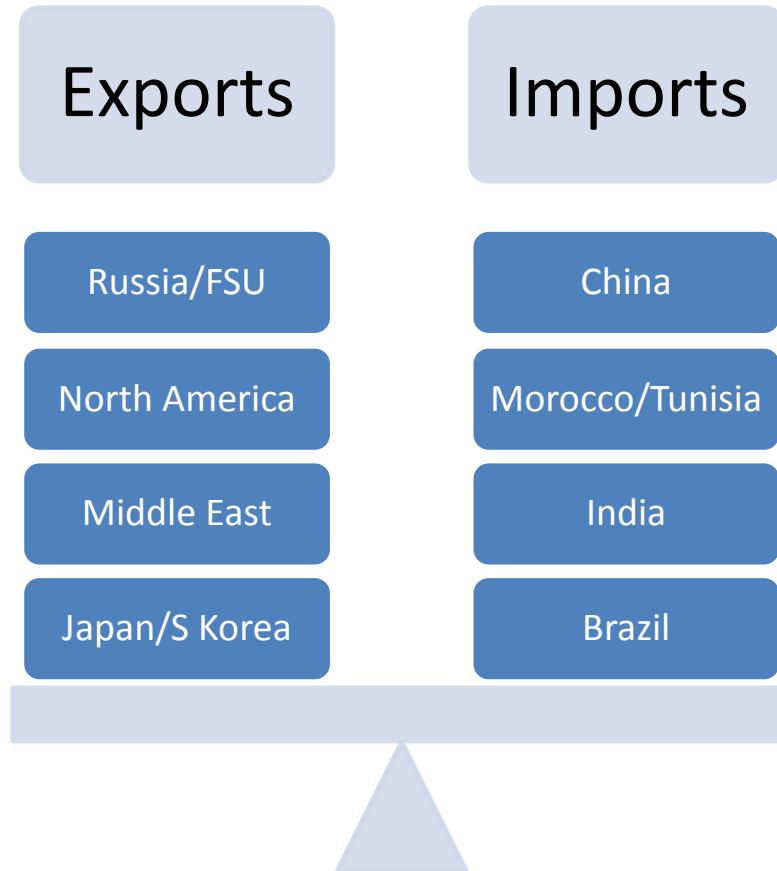 Exports
Imports
Russia/FSU
China
North America
Morocco/Tunisia
Middle East
India
Japan/S Korea
Brazil